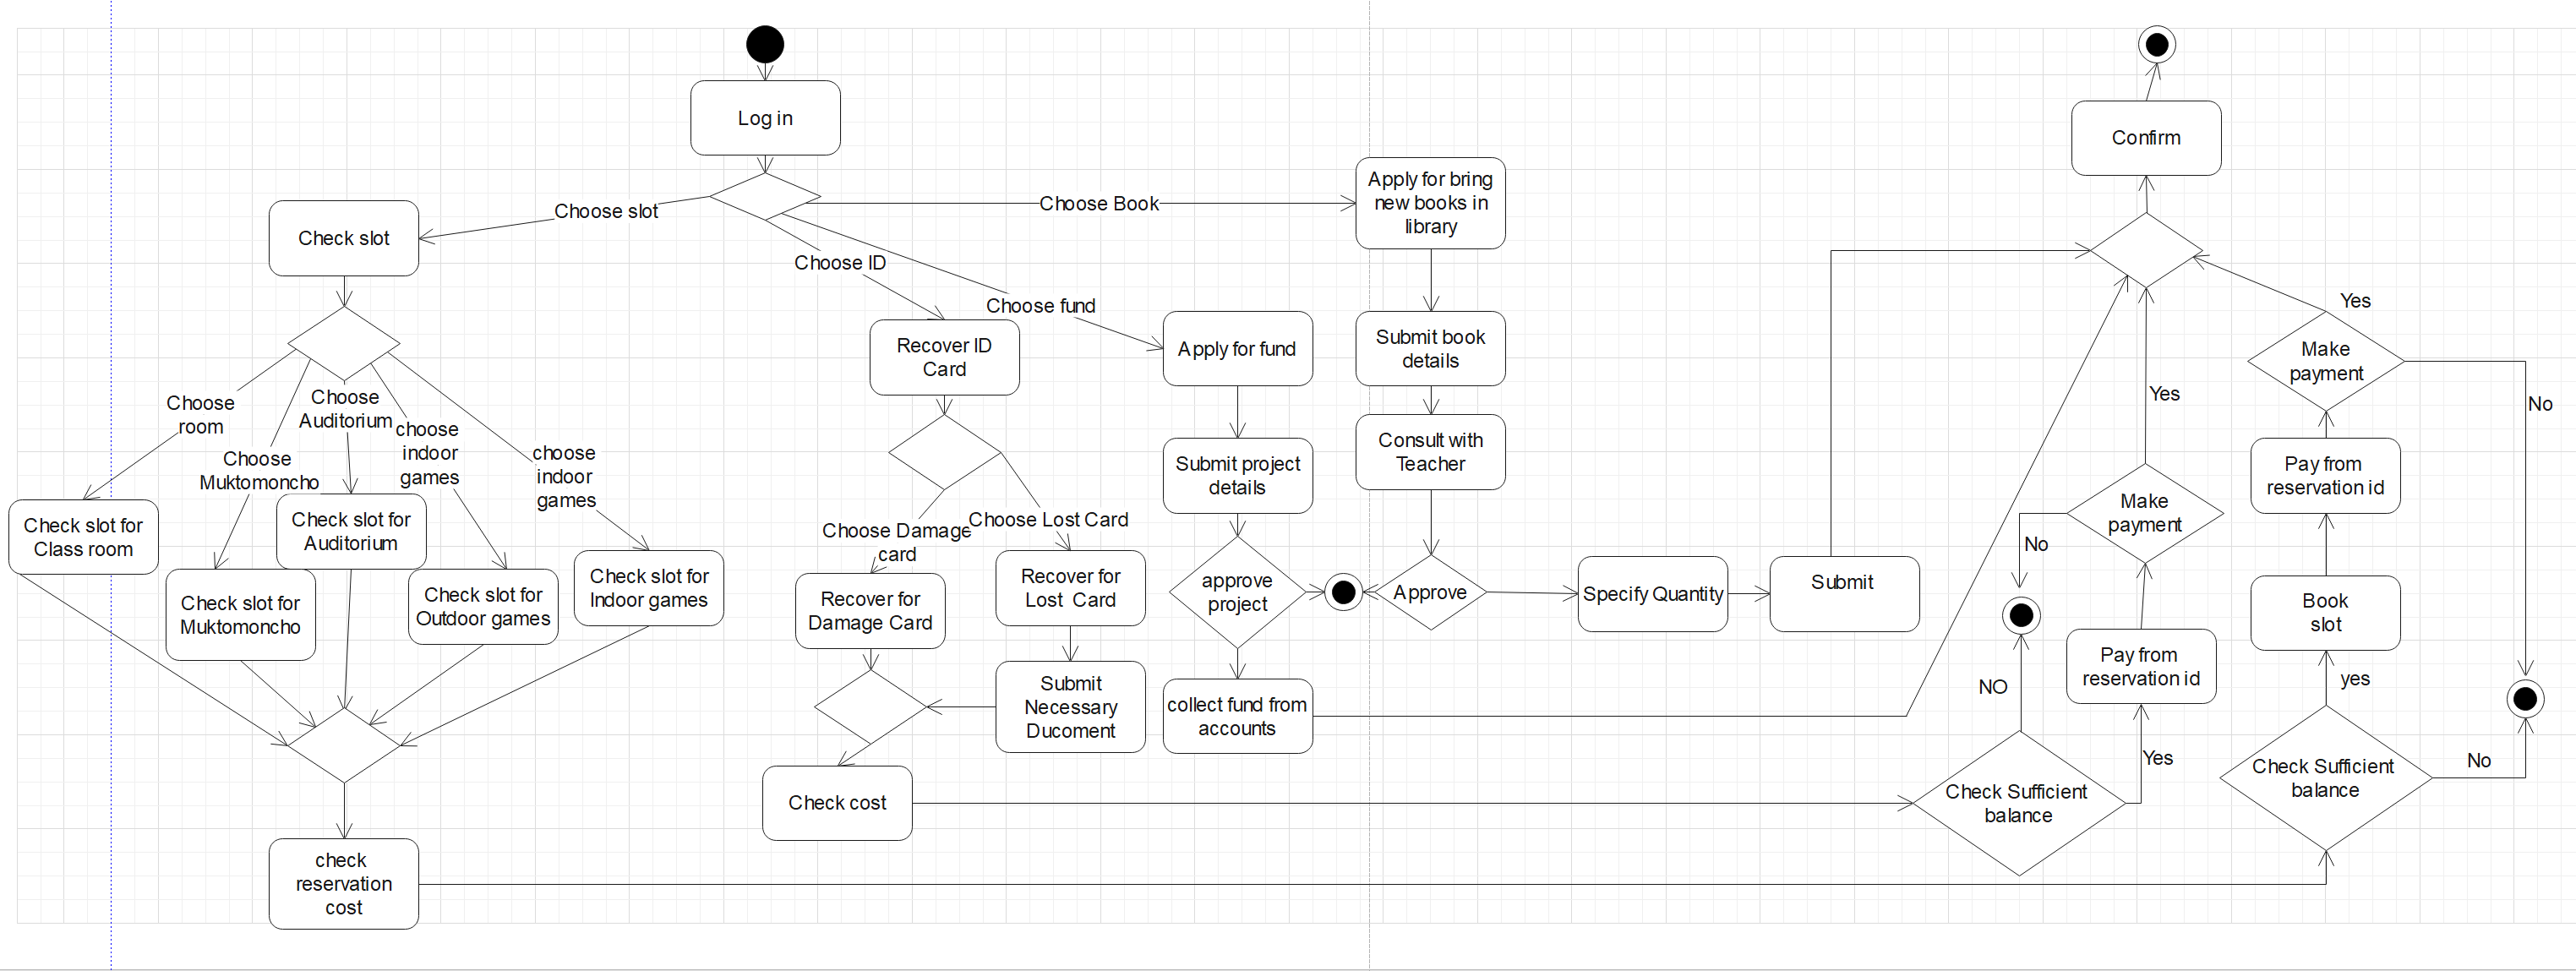 Log in
Choose slot
Choose Book
Choose ID
Choose fund
Check slot
Choose
room
Choose
Muktomoncho
Choose
Auditorium
choose
indoor
games
choose
indoor
games
Check slot for
Class room
Check slot for
Muktomoncho
Check slot for
Auditorium
Check slot for
Outdoor games
Check slot for
Indoor games
check
reservation
cost
Recover ID
Card
Choose Damage
card
Choose Lost Card
Recover for
Damage Card
Recover for
Lost Card
Submit
Necessary
Ducoment
Check cost
Apply for fund
Submit project
details
approve
project
collect fund from
accounts
Apply for bring
new books in
library
Submit book
details
Consult with
Teacher
Approve
Specify Quantity
Submit
Confirm
Yes
Make
payment
No
Pay from
reservation id
NO
Yes
Check Sufficient
balance
Yes
Make
payment
No
Pay from
reservation id
Book
slot
yes
Check Sufficient
balance
No